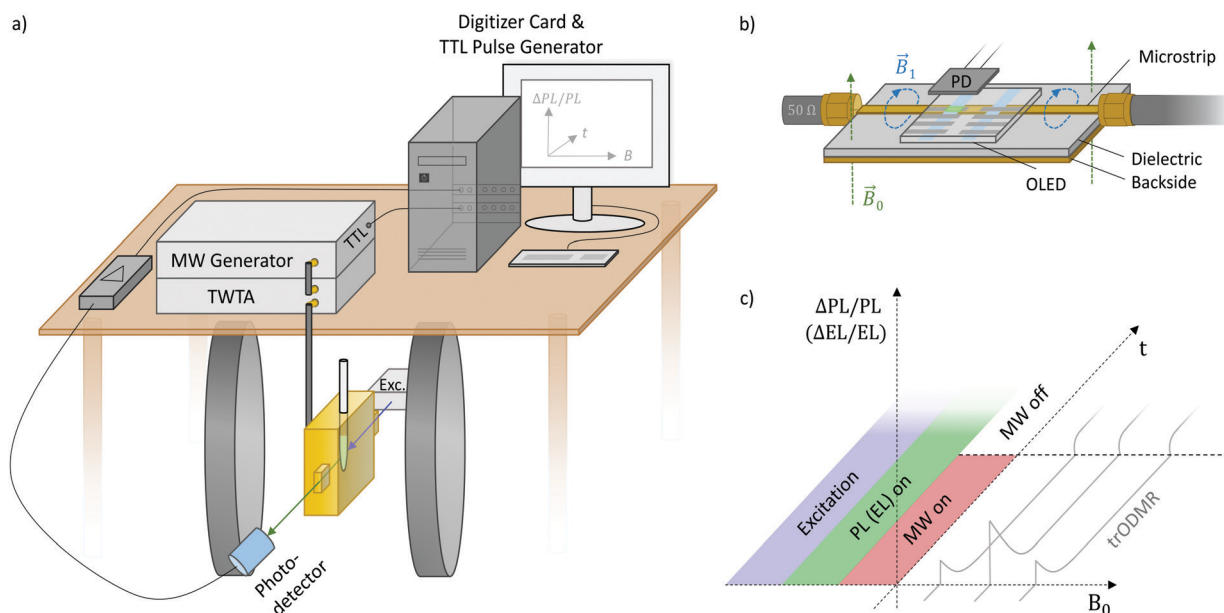 a)
Digitizer Card &
TTL Pulse Generator
ΔPL/PL
t
B
TTL
MW Generator
TWTA
Exc.
Photo-
detector
b)
PD
B⃗₁
50 Ω
Microstrip
Dielectric
Backside
OLED
B⃗₀
c)
ΔPL/PL
(ΔEL/EL)
t
Excitation
PL (EL) on
MW on
MW off
trODMR
B₀